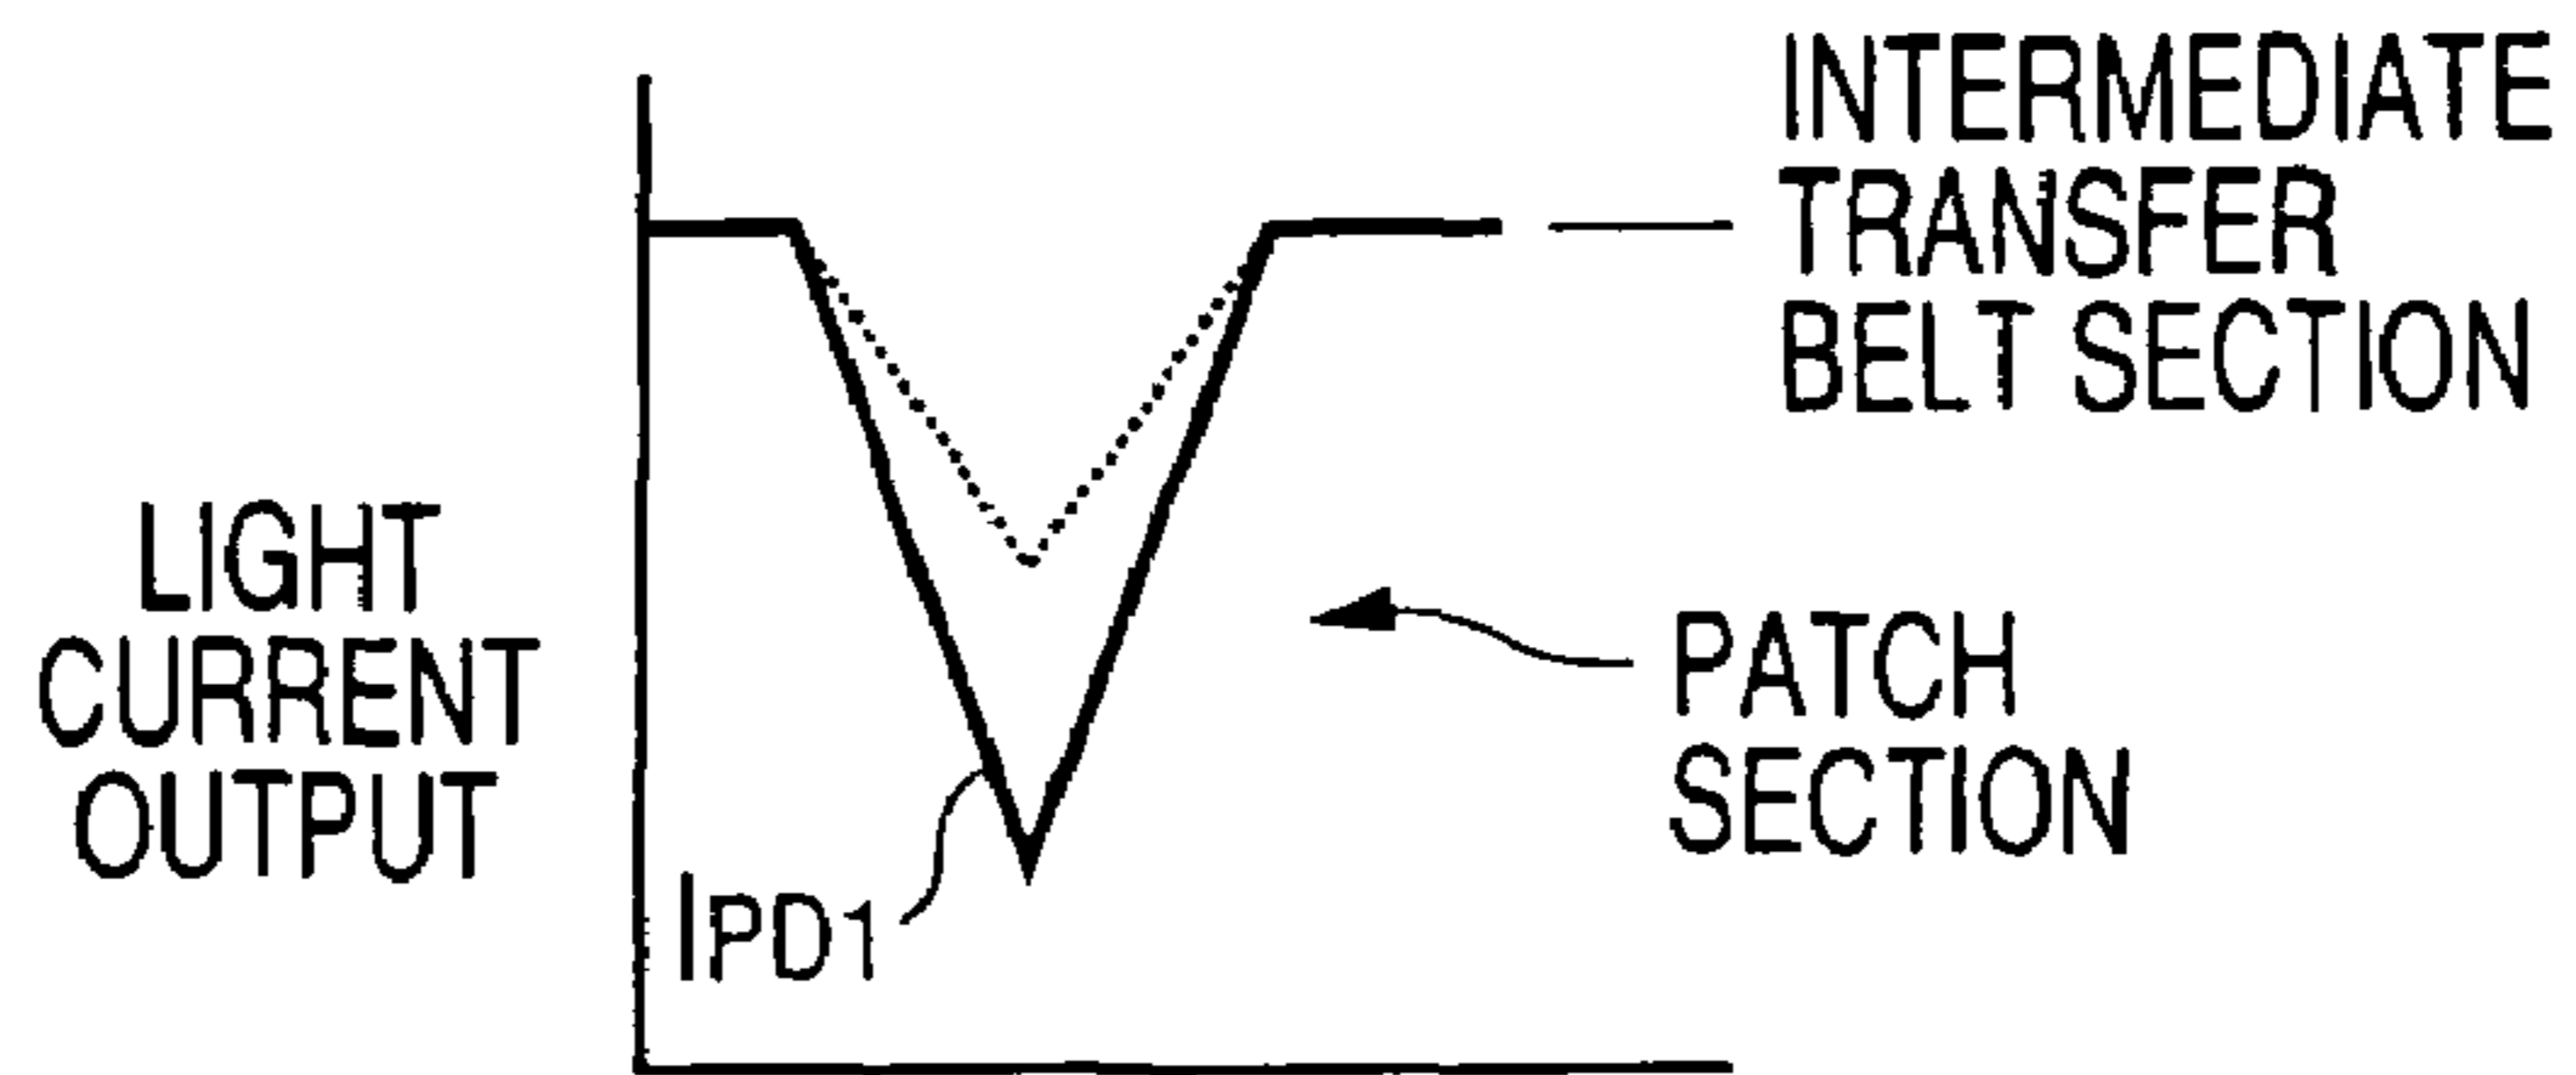 INTERMEDIATE
TRANSFER
BELT SECTION
LIGHT
CURRENT
OUTPUT
PATCH
SECTION
IPD1